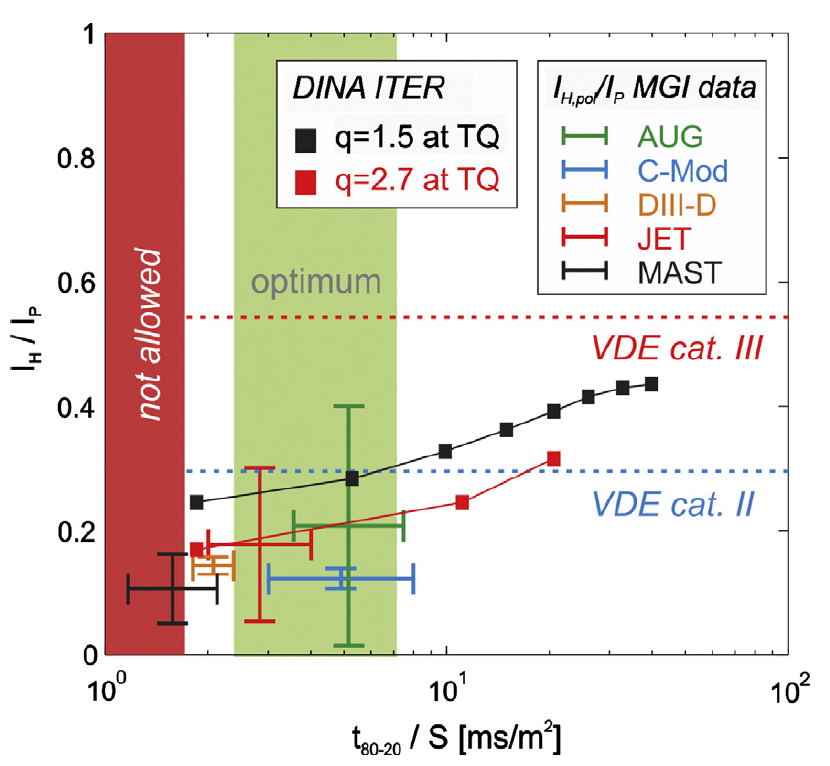 1
0.8
0.6
0.4
0.2
0
I_H / I_P
10^0
10^1
10^2
t_80-20 / S [ms/m^2]
not allowed
optimum
DINA ITER
q=1.5 at TQ
q=2.7 at TQ
I_H,pol/I_P MGI data
AUG
C-Mod
DIII-D
JET
MAST
VDE cat. III
VDE cat. II